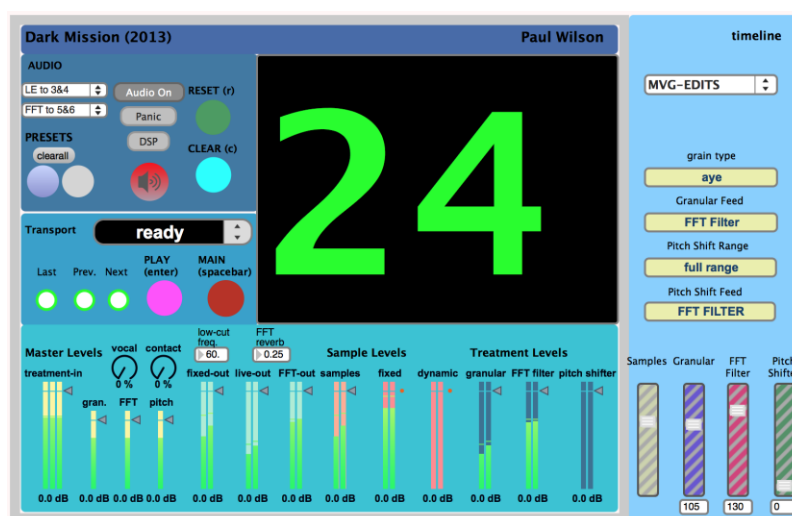 Dark Mission (2013)
Paul Wilson
timeline
AUDIO
LE to 3&4
FFT to 5&6
Audio On
Panic
DSP
RESET (r)
CLEAR (c)
PRESETS
clearall
24
MVG-EDITS
grain type
aye
Granular Feed
FFT Filter
Pitch Shift Range
full range
Pitch Shift Feed
FFT FILTER
Transport
ready
Last
Prev.
Next
PLAY
(enter)
MAIN
(spacebar)
Master Levels
vocal
contact
0 %
0 %
low-cut
freq.
60.
FFT
reverb
0.25
Sample Levels
Treatment Levels
treatment-in
gran.
FFT
pitch
fixed-out
live-out
FFT-out
samples
fixed
dynamic
granular
FFT filter
pitch shifter
0.0 dB
0.0 dB
0.0 dB
0.0 dB
0.0 dB
0.0 dB
0.0 dB
0.0 dB
0.0 dB
0.0 dB
0.0 dB
0.0 dB
0.0 dB
Samples
Granular
FFT
Filter
Pitch
Shifte
105
130
0